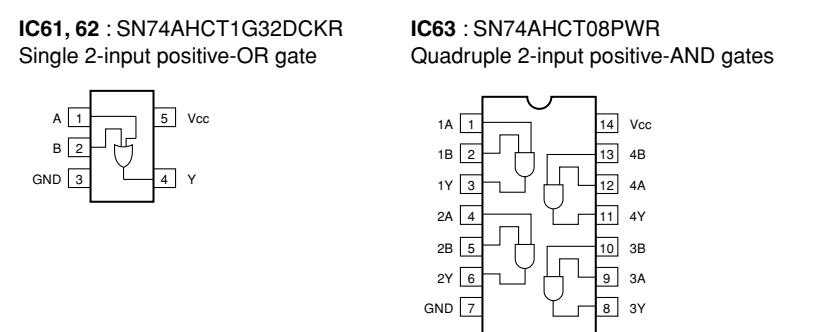 IC61, 62 : SN74AHCT1G32DCKR
Single 2-input positive-OR gate
A 1
5 Vcc
B 2
GND 3
4 Y
IC63 : SN74AHCT08PWR
Quadruple 2-input positive-AND gates
1A 1
14 Vcc
1B 2
13 4B
1Y 3
12 4A
2A 4
11 4Y
2B 5
10 3B
2Y 6
9 3A
GND 7
8 3Y